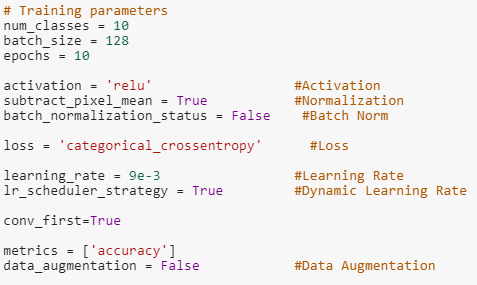 # Training parameters
num_classes = 10
batch_size = 128
epochs = 10
activation = 'relu' #Activation
subtract_pixel_mean = True #Normalization
batch_normalization_status = False #Batch Norm
loss = 'categorical_crossentropy' #Loss
learning_rate = 9e-3 #Learning Rate
lr_scheduler_strategy = True #Dynamic Learning Rate
conv_first=True
metrics = ['accuracy']
data_augmentation = False #Data Augmentation